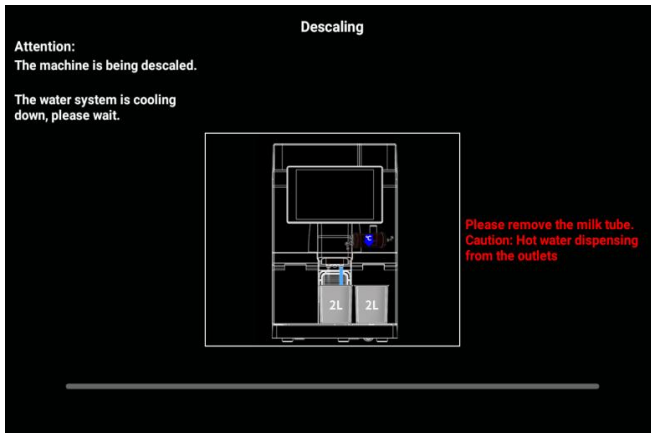 Descaling
Attention:
The machine is being descaled.
The water system is cooling
down, please wait.
Please remove the milk tube.
Caution: Hot water dispensing
from the outlets
°C
2L
2L